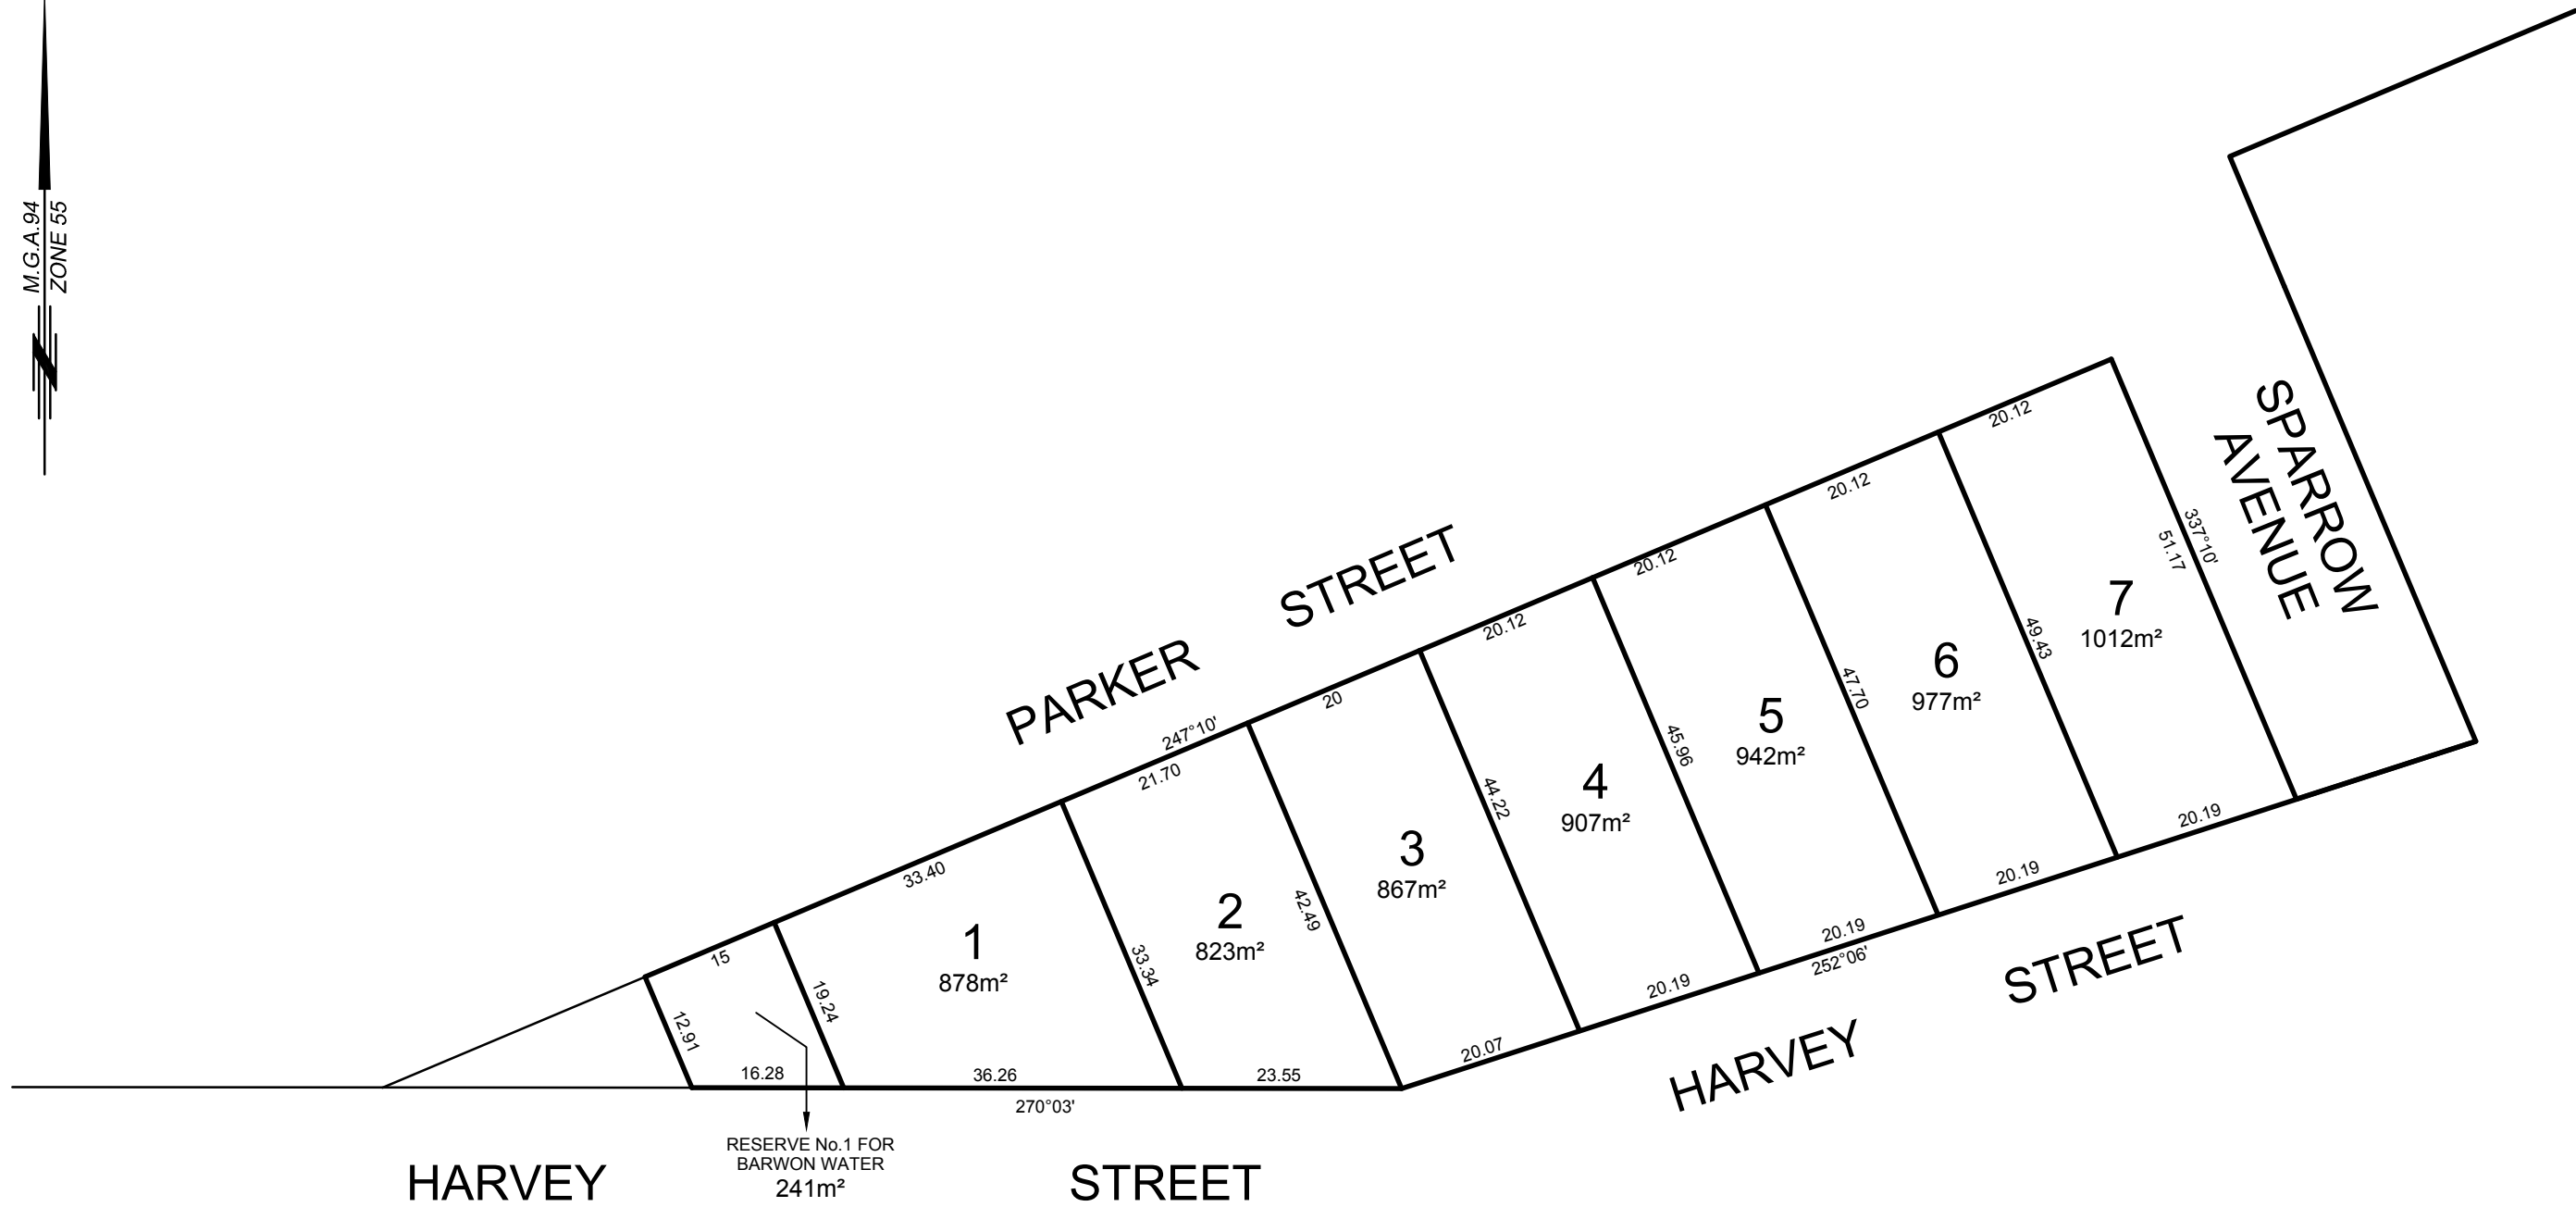 M.G.A.94
ZONE 55
N
SPARROW
AVENUE
PARKER STREET
247°10'
15
33.40
21.70
20
20.12
20.12
20.12
20.12
337°10'
51.17
12.91
19.24
33.34
42.49
44.22
45.96
47.70
49.43
1
878m²
2
823m²
3
867m²
4
907m²
5
942m²
6
977m²
7
1012m²
16.28
36.26
23.55
270°03'
20.07
20.19
20.19
20.19
20.19
252°06'
RESERVE No.1 FOR
BARWON WATER
241m²
HARVEY STREET
HARVEY STREET